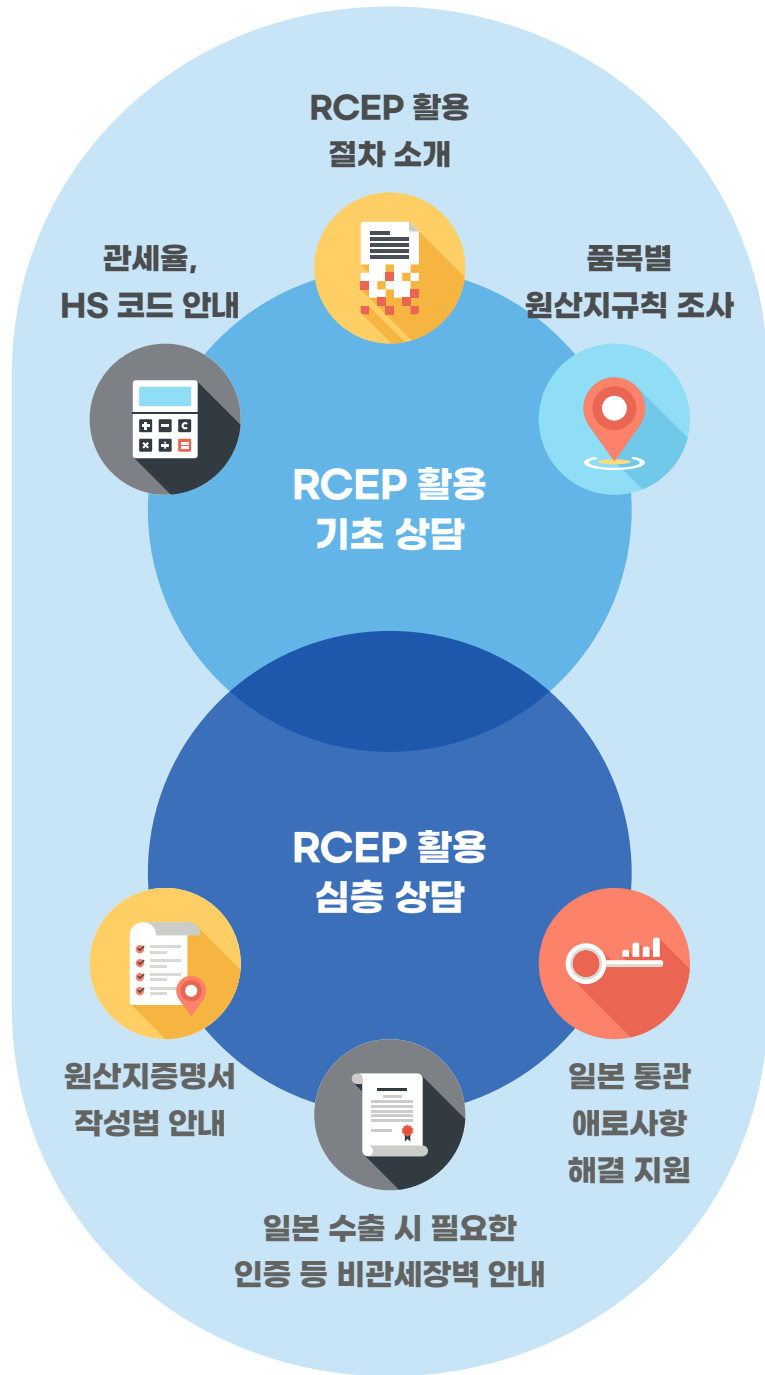 RCEP 활용
절차 소개
관세율,
HS 코드 안내
품목별
원산지규칙 조사
RCEP 활용
기초 상담
RCEP 활용
심층 상담
원산지증명서
작성법 안내
일본 통관
애로사항
해결 지원
일본 수출 시 필요한
인증 등 비관세장벽 안내